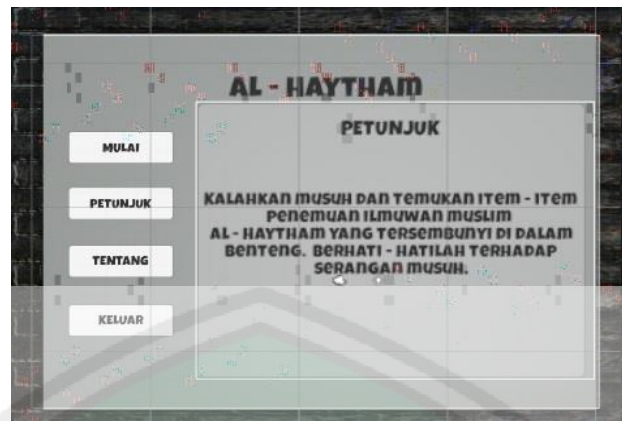 AL - HAYTHAM
MULAI
PETUNJUK
TENTANG
KELUAR
PETUNJUK
KALAHKAN MUSUH DAN TEMUKAN ITEM - ITEM
PENEMUAN ILMUWAN MUSLIM
AL - HAYTHAM YANG TERSEMBUNYI DI DALAM
BENTENG. BERHATI - HATILAH TERHADAP
SERANGAN MUSUH.